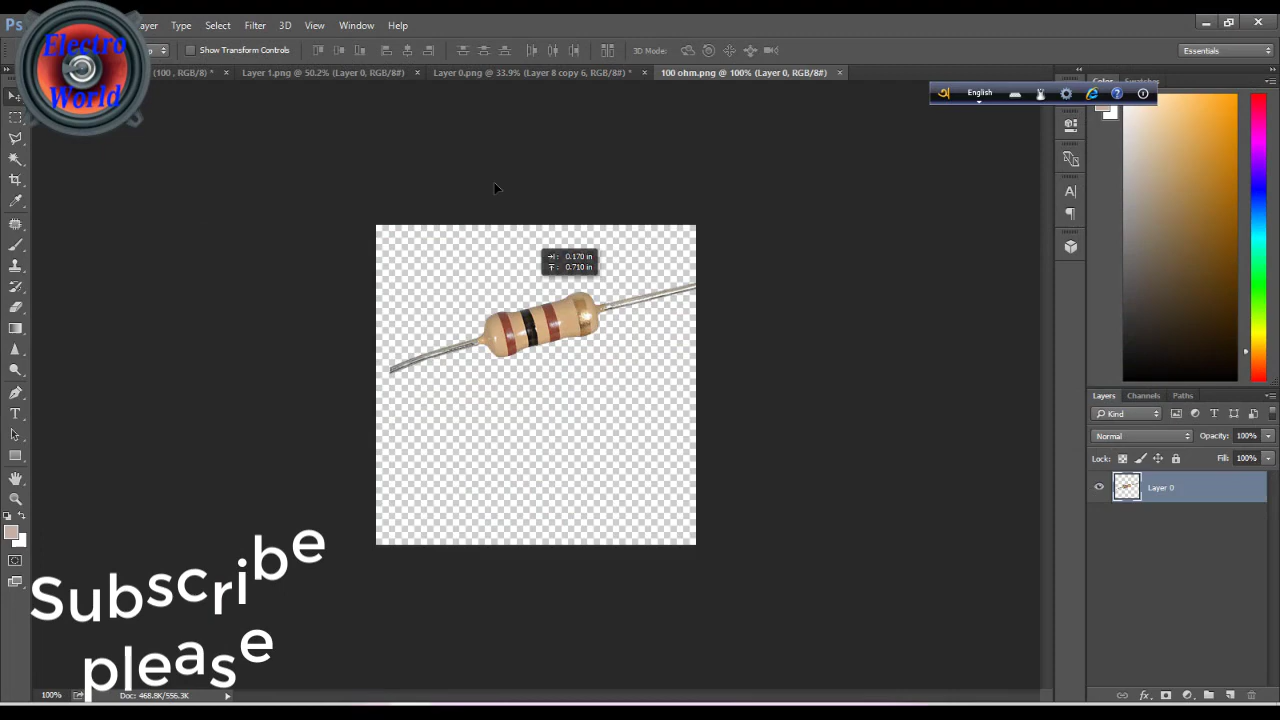 Ps
Layer Type Select Filter 3D View Window Help
Electro
World
Show Transform Controls
3D Mode:
Essentials
(100 , RGB/8) * ×
Layer 1.png @ 50.2% (Layer 0, RGB/8#) ×
Layer 0.png @ 33.9% (Layer 8 copy 6, RGB/8#) * ×
100 ohm.png @ 100% (Layer 0, RGB/8#) ×
অ English
Color Swatches
0.170 in
0.710 in
Layers Channels Paths
Kind
Normal Opacity: 100%
Lock: Fill: 100%
Layer 0
Subscribe
please
100% Doc: 468.8K/556.3K
fx